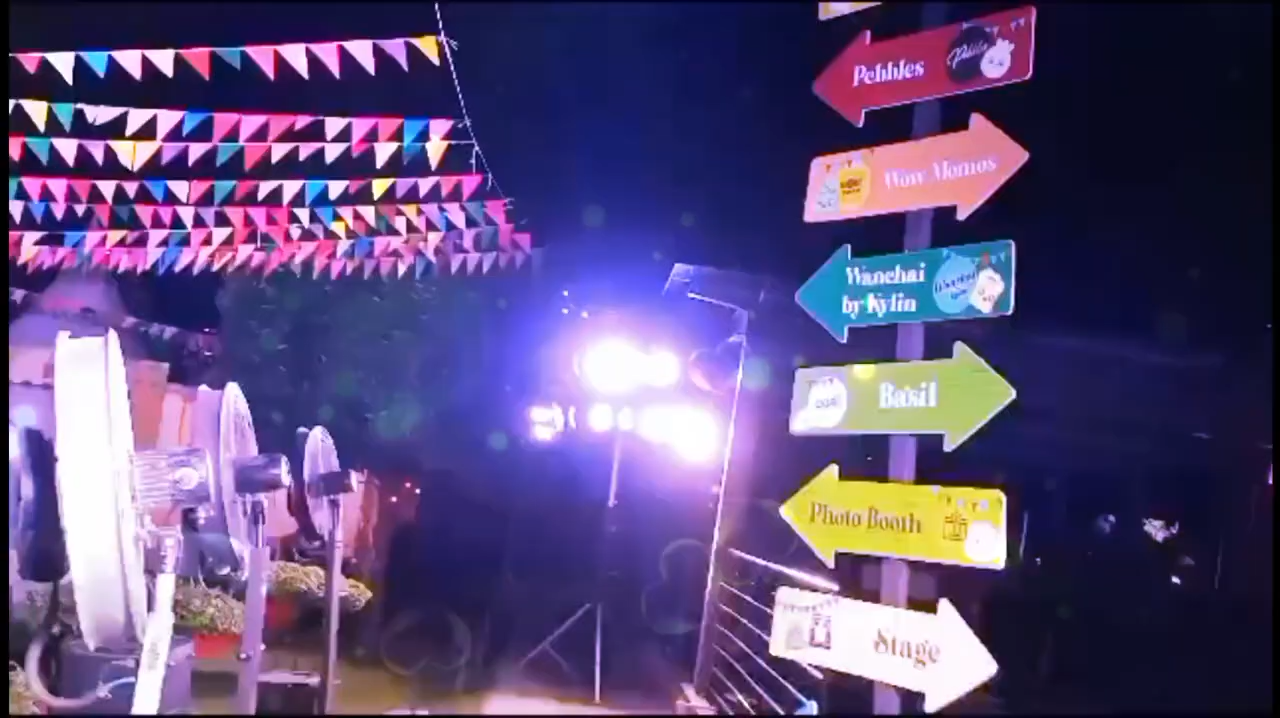 Pebbles
Wow Momos
Wanchai
by Kylin
Basil
Photo Booth
Stage